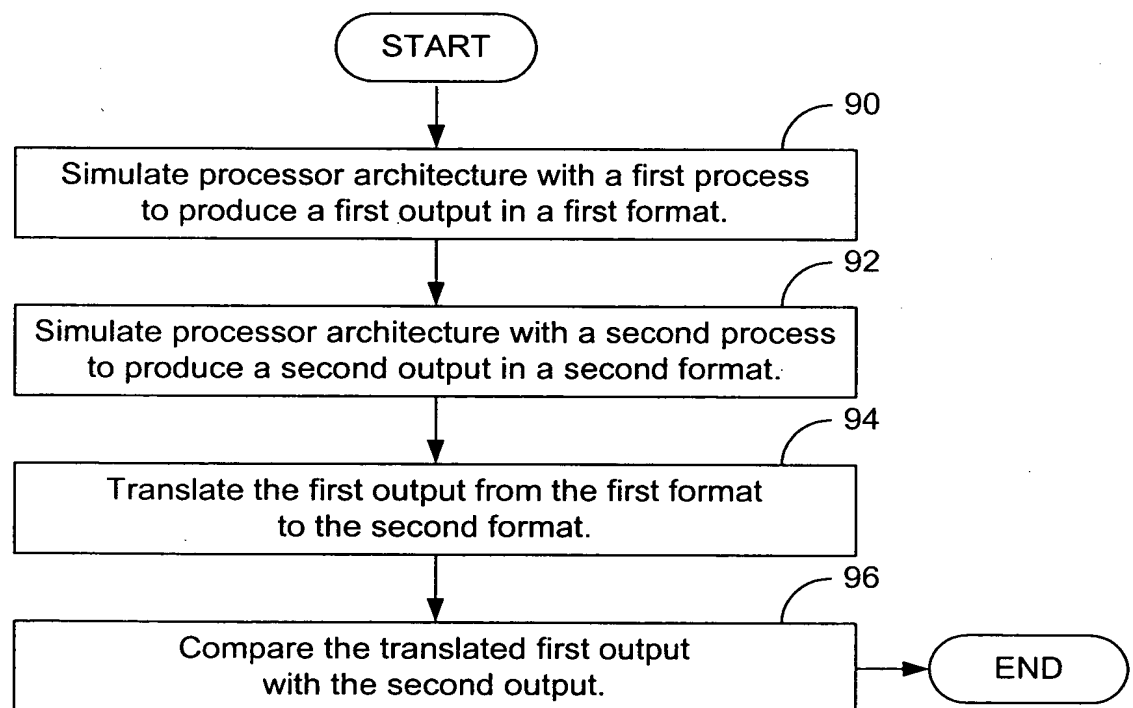 START
90
Simulate processor architecture with a first process
to produce a first output in a first format.
92
Simulate processor architecture with a second process
to produce a second output in a second format.
94
Translate the first output from the first format
to the second format.
96
Compare the translated first output
with the second output.
END